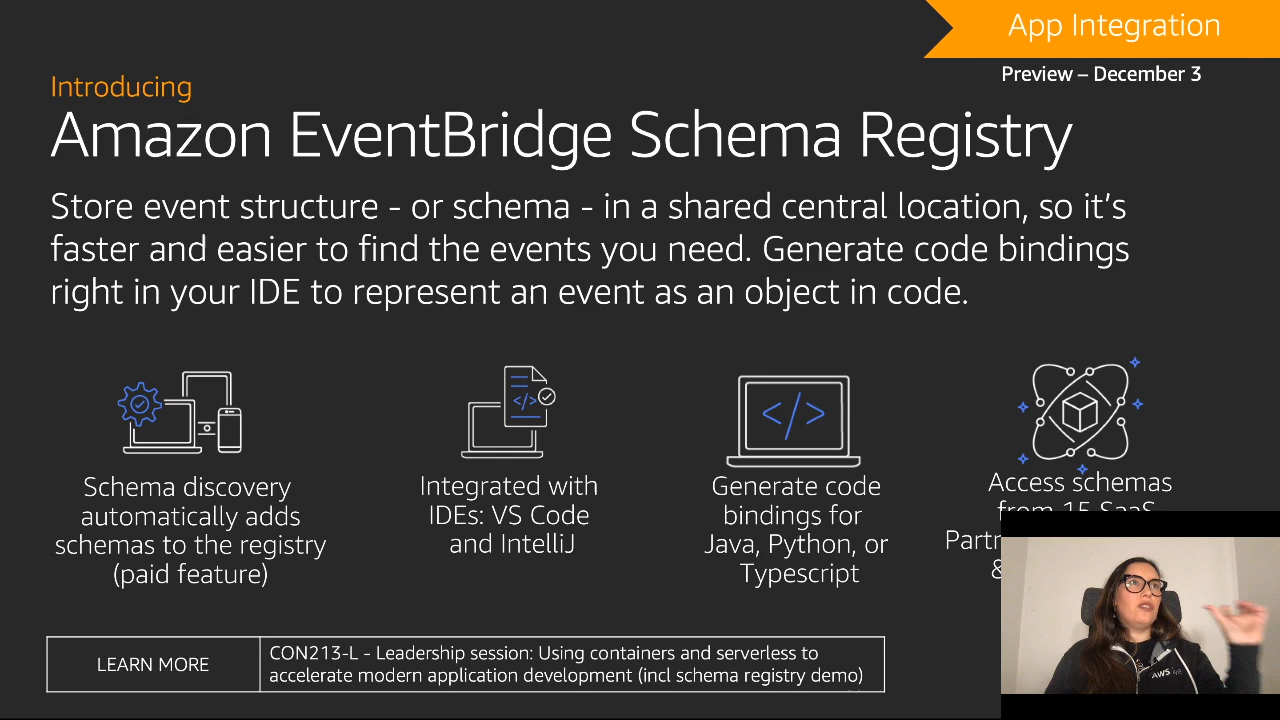 App Integration
Preview – December 3
Introducing
Amazon EventBridge Schema Registry
Store event structure - or schema - in a shared central location, so it's
faster and easier to find the events you need. Generate code bindings
right in your IDE to represent an event as an object in code.
Schema discovery
automatically adds
schemas to the registry
(paid feature)
Integrated with
IDEs: VS Code
and IntelliJ
</>
Generate code
bindings for
Java, Python, or
Typescript
</>
Access schemas
from 15 SaaS
&
LEARN MORE
CON213-L - Leadership session: Using containers and serverless to
accelerate modern application development (incl schema registry demo)
AWS